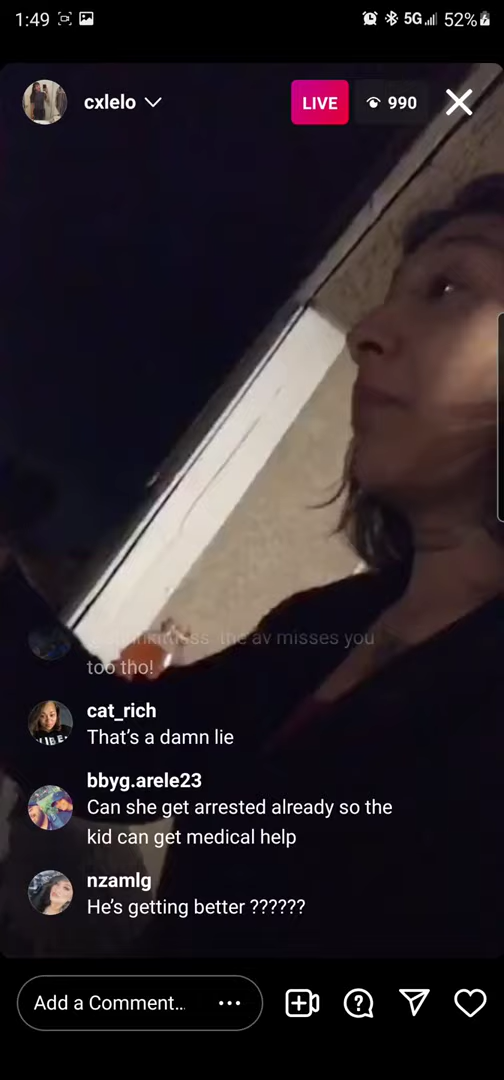 1:49 5G 52%
cxlelo LIVE 990
the av misses you
too tho!
cat_rich
That's a damn lie
bbyg.arele23
Can she get arrested already so the
kid can get medical help
nzamlg
He's getting better ??????
Add a Comment...